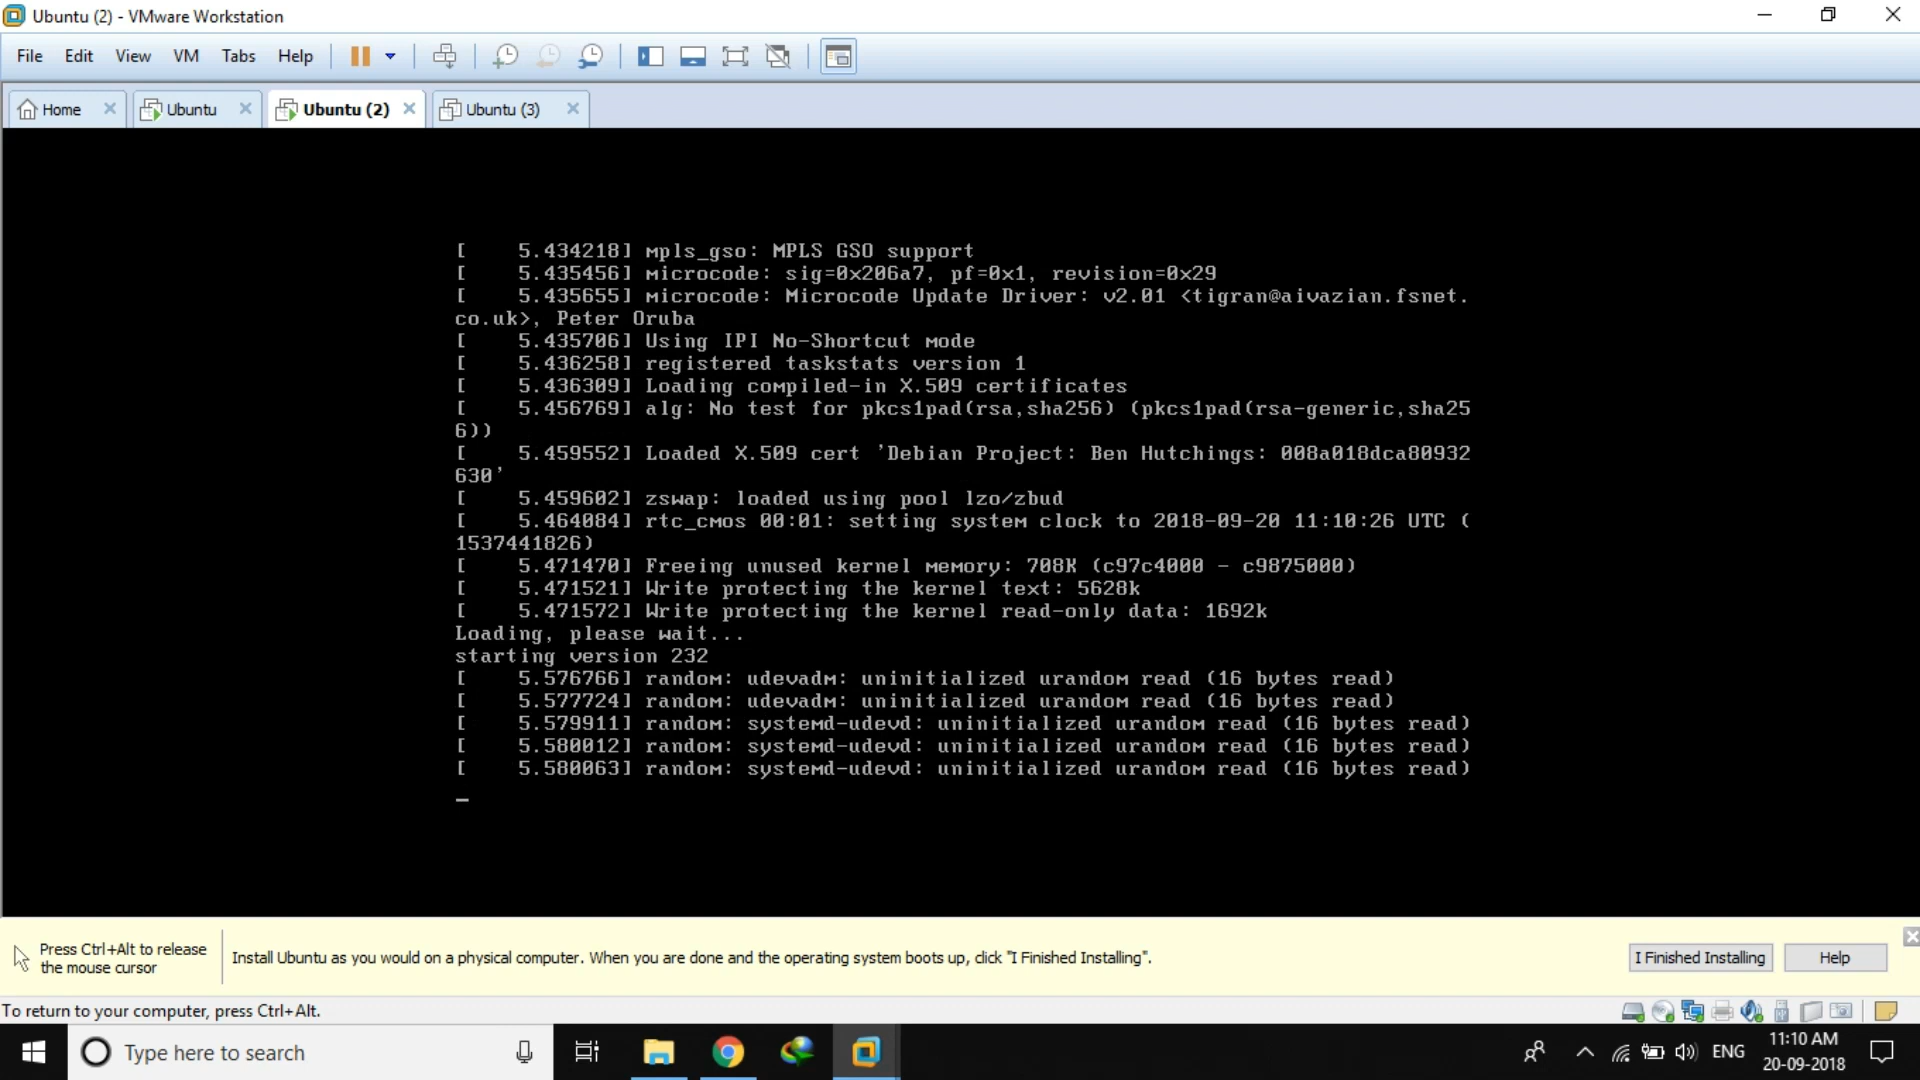 Ubuntu (2) - VMware Workstation
File Edit View VM Tabs Help
Home Ubuntu Ubuntu (2) Ubuntu (3)
[    5.434218] mpls_gso: MPLS GSO support
[    5.435456] microcode: sig=0x206a7, pf=0x1, revision=0x29
[    5.435655] microcode: Microcode Update Driver: v2.01 <tigran@aivazian.fsnet.
co.uk>, Peter Oruba
[    5.435706] Using IPI No-Shortcut mode
[    5.436258] registered taskstats version 1
[    5.436309] Loading compiled-in X.509 certificates
[    5.456769] alg: No test for pkcs1pad(rsa,sha256) (pkcs1pad(rsa-generic,sha25
6))
[    5.459552] Loaded X.509 cert 'Debian Project: Ben Hutchings: 008a018dca80932
630'
[    5.459602] zswap: loaded using pool lzo/zbud
[    5.464084] rtc_cmos 00:01: setting system clock to 2018-09-20 11:10:26 UTC (
1537441826)
[    5.471470] Freeing unused kernel memory: 708K (c97c4000 - c9875000)
[    5.471521] Write protecting the kernel text: 5628k
[    5.471572] Write protecting the kernel read-only data: 1692k
Loading, please wait...
starting version 232
[    5.576766] random: udevadm: uninitialized urandom read (16 bytes read)
[    5.577724] random: udevadm: uninitialized urandom read (16 bytes read)
[    5.579911] random: systemd-udevd: uninitialized urandom read (16 bytes read)
[    5.580012] random: systemd-udevd: uninitialized urandom read (16 bytes read)
[    5.580063] random: systemd-udevd: uninitialized urandom read (16 bytes read)
Press Ctrl+Alt to release
the mouse cursor
Install Ubuntu as you would on a physical computer. When you are done and the operating system boots up, click "I Finished Installing".
I Finished Installing Help
To return to your computer, press Ctrl+Alt.
Type here to search
ENG
11:10 AM
20-09-2018